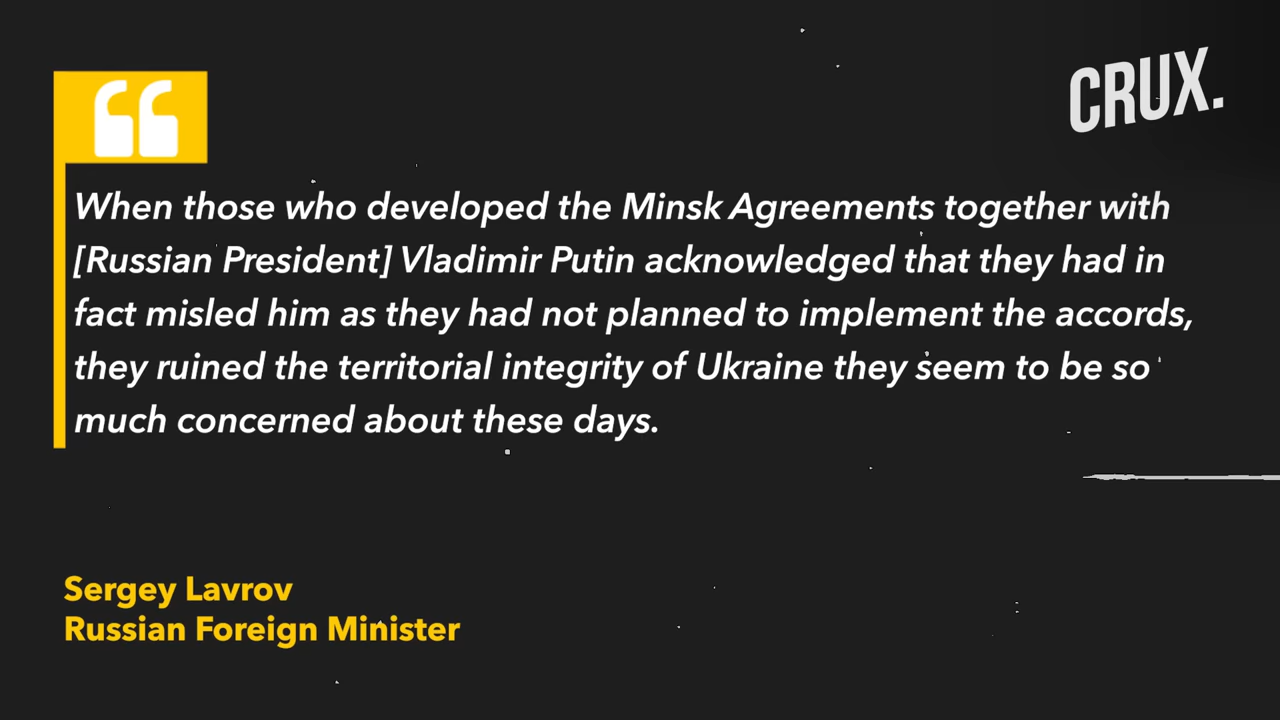 CRUX.
“
When those who developed the Minsk Agreements together with
[Russian President] Vladimir Putin acknowledged that they had in
fact misled him as they had not planned to implement the accords,
they ruined the territorial integrity of Ukraine they seem to be so
much concerned about these days.
Sergey Lavrov
Russian Foreign Minister